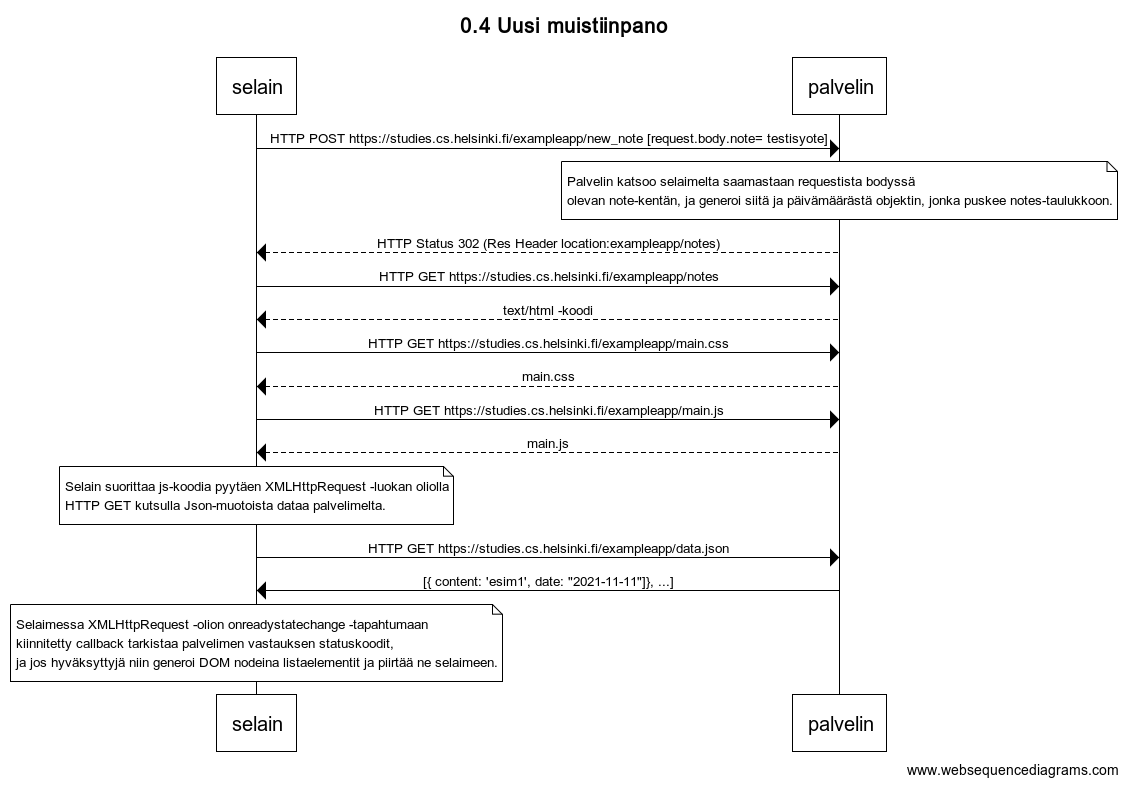 0.4 Uusi muistiinpano
selain
palvelin
HTTP POST https://studies.cs.helsinki.fi/exampleapp/new_note [request.body.note= testisyote]
Palvelin katsoo selaimelta saamastaan requestista bodyssä
olevan note-kentän, ja generoi siitä ja päivämäärästä objektin, jonka puskee notes-taulukkoon.
HTTP Status 302 (Res Header location:exampleapp/notes)
HTTP GET https://studies.cs.helsinki.fi/exampleapp/notes
text/html -koodi
HTTP GET https://studies.cs.helsinki.fi/exampleapp/main.css
main.css
HTTP GET https://studies.cs.helsinki.fi/exampleapp/main.js
main.js
Selain suorittaa js-koodia pyytäen XMLHttpRequest -luokan oliolla
HTTP GET kutsulla Json-muotoista dataa palvelimelta.
HTTP GET https://studies.cs.helsinki.fi/exampleapp/data.json
[{ content: 'esim1', date: "2021-11-11"]}, ...]
Selaimessa XMLHttpRequest -olion onreadystatechange -tapahtumaan
kiinnitetty callback tarkistaa palvelimen vastauksen statuskoodit,
ja jos hyväksyttyjä niin generoi DOM nodeina listaelementit ja piirtää ne selaimeen.
selain
palvelin
www.websequencediagrams.com